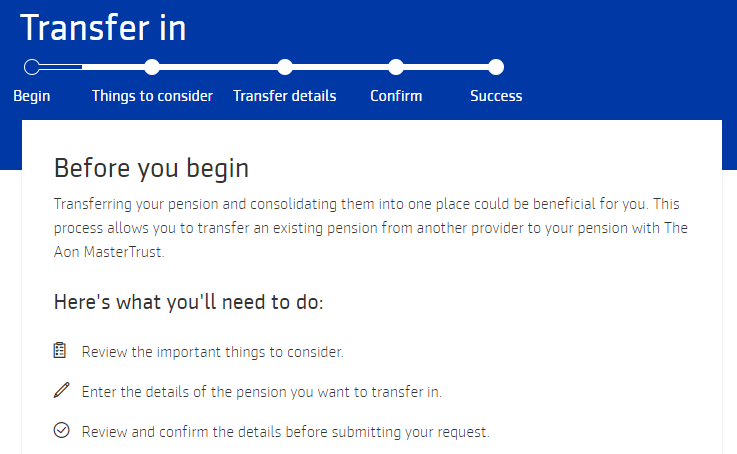 Transfer in
Begin Things to consider Transfer details Confirm Success
Before you begin
Transferring your pension and consolidating them into one place could be beneficial for you. This
process allows you to transfer an existing pension from another provider to your pension with The
Aon MasterTrust.
Here's what you'll need to do:
Review the important things to consider.
Enter the details of the pension you want to transfer in.
Review and confirm the details before submitting your request.